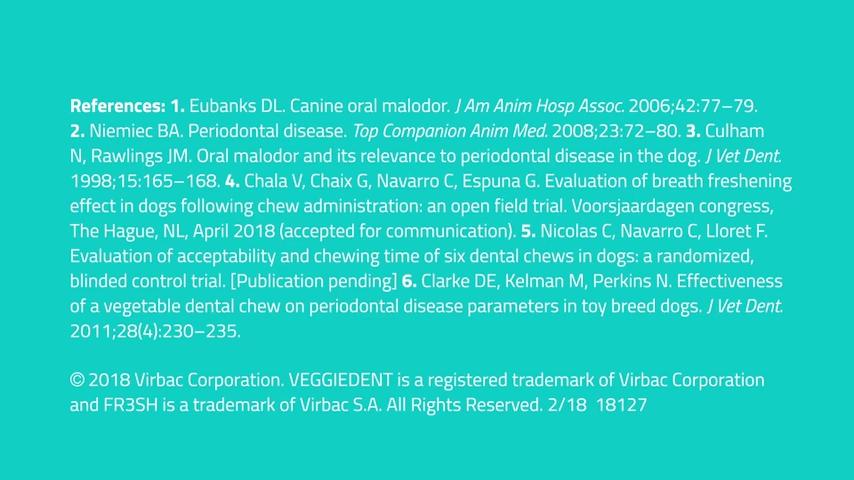 References: 1. Eubanks DL. Canine oral malodor. J Am Anim Hosp Assoc. 2006;42:77–79.
2. Niemiec BA. Periodontal disease. Top Companion Anim Med. 2008;23:72–80. 3. Culham
N, Rawlings JM. Oral malodor and its relevance to periodontal disease in the dog. J Vet Dent.
1998;15:165–168. 4. Chala V, Chaix G, Navarro C, Espuna G. Evaluation of breath freshening
effect in dogs following chew administration: an open field trial. Voorsjaardagen congress,
The Hague, NL, April 2018 (accepted for communication). 5. Nicolas C, Navarro C, Lloret F.
Evaluation of acceptability and chewing time of six dental chews in dogs: a randomized,
blinded control trial. [Publication pending] 6. Clarke DE, Kelman M, Perkins N. Effectiveness
of a vegetable dental chew on periodontal disease parameters in toy breed dogs. J Vet Dent.
2011;28(4):230–235.
© 2018 Virbac Corporation. VEGGIEDENT is a registered trademark of Virbac Corporation
and FR3SH is a trademark of Virbac S.A. All Rights Reserved. 2/18 18127